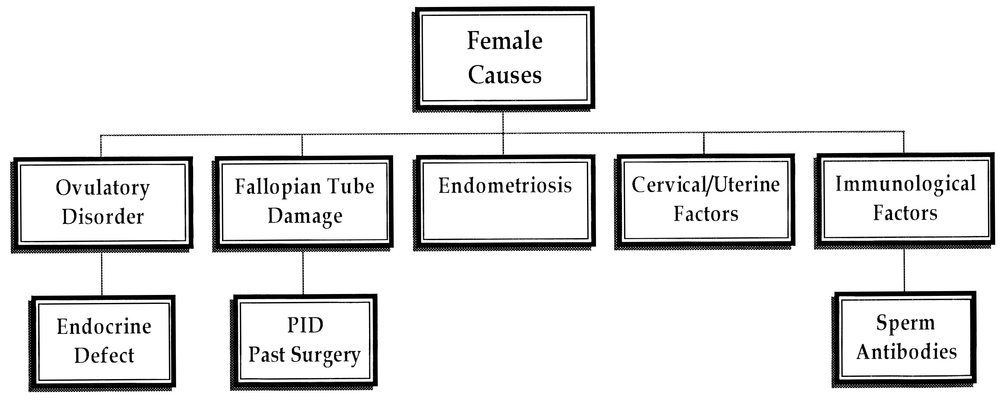 Female
Causes
Ovulatory
Disorder
Fallopian Tube
Damage
Endometriosis
Cervical/Uterine
Factors
Immunological
Factors
Endocrine
Defect
PID
Past Surgery
Sperm
Antibodies